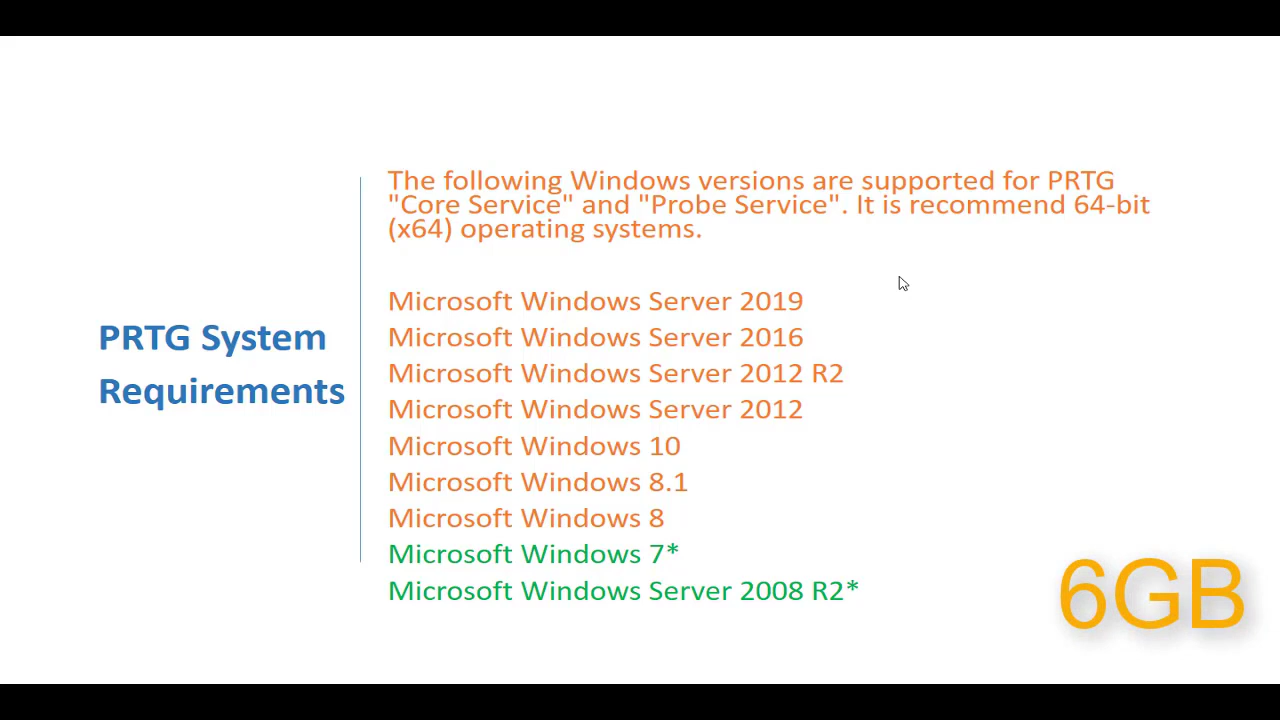 The following Windows versions are supported for PRTG
"Core Service" and "Probe Service". It is recommend 64-bit
(x64) operating systems.
PRTG System
Requirements
Microsoft Windows Server 2019
Microsoft Windows Server 2016
Microsoft Windows Server 2012 R2
Microsoft Windows Server 2012
Microsoft Windows 10
Microsoft Windows 8.1
Microsoft Windows 8
Microsoft Windows 7*
Microsoft Windows Server 2008 R2*
6GB